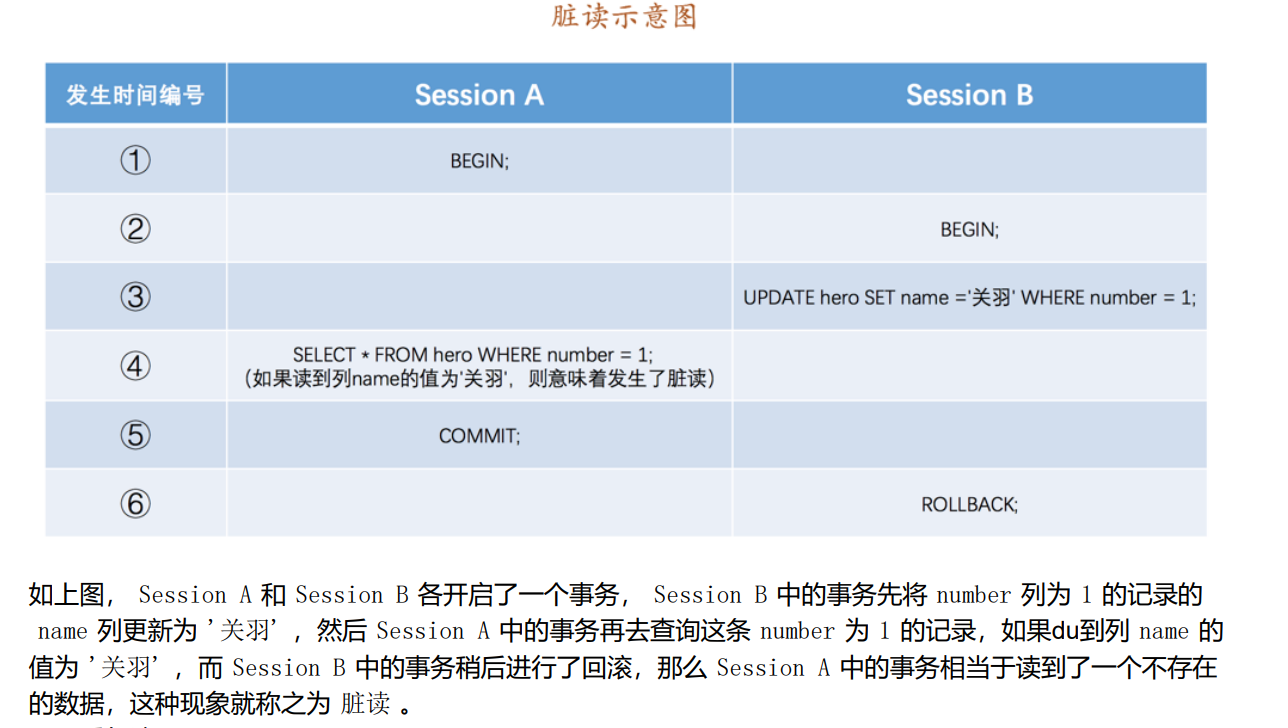 脏读示意图
发生时间编号 Session A Session B
① BEGIN;
② BEGIN;
③ UPDATE hero SET name ='关羽' WHERE number = 1;
④ SELECT * FROM hero WHERE number = 1;
（如果读到列name的值为'关羽'，则意味着发生了脏读）
⑤ COMMIT;
⑥ ROLLBACK;
如上图， Session A 和 Session B 各开启了一个事务， Session B 中的事务先将 number 列为 1 的记录的
name 列更新为 '关羽' ，然后 Session A 中的事务再去查询这条 number 为 1 的记录，如果du到列 name 的
值为 '关羽' ，而 Session B 中的事务稍后进行了回滚，那么 Session A 中的事务相当于读到了一个不存在
的数据，这种现象就称之为 脏读 。